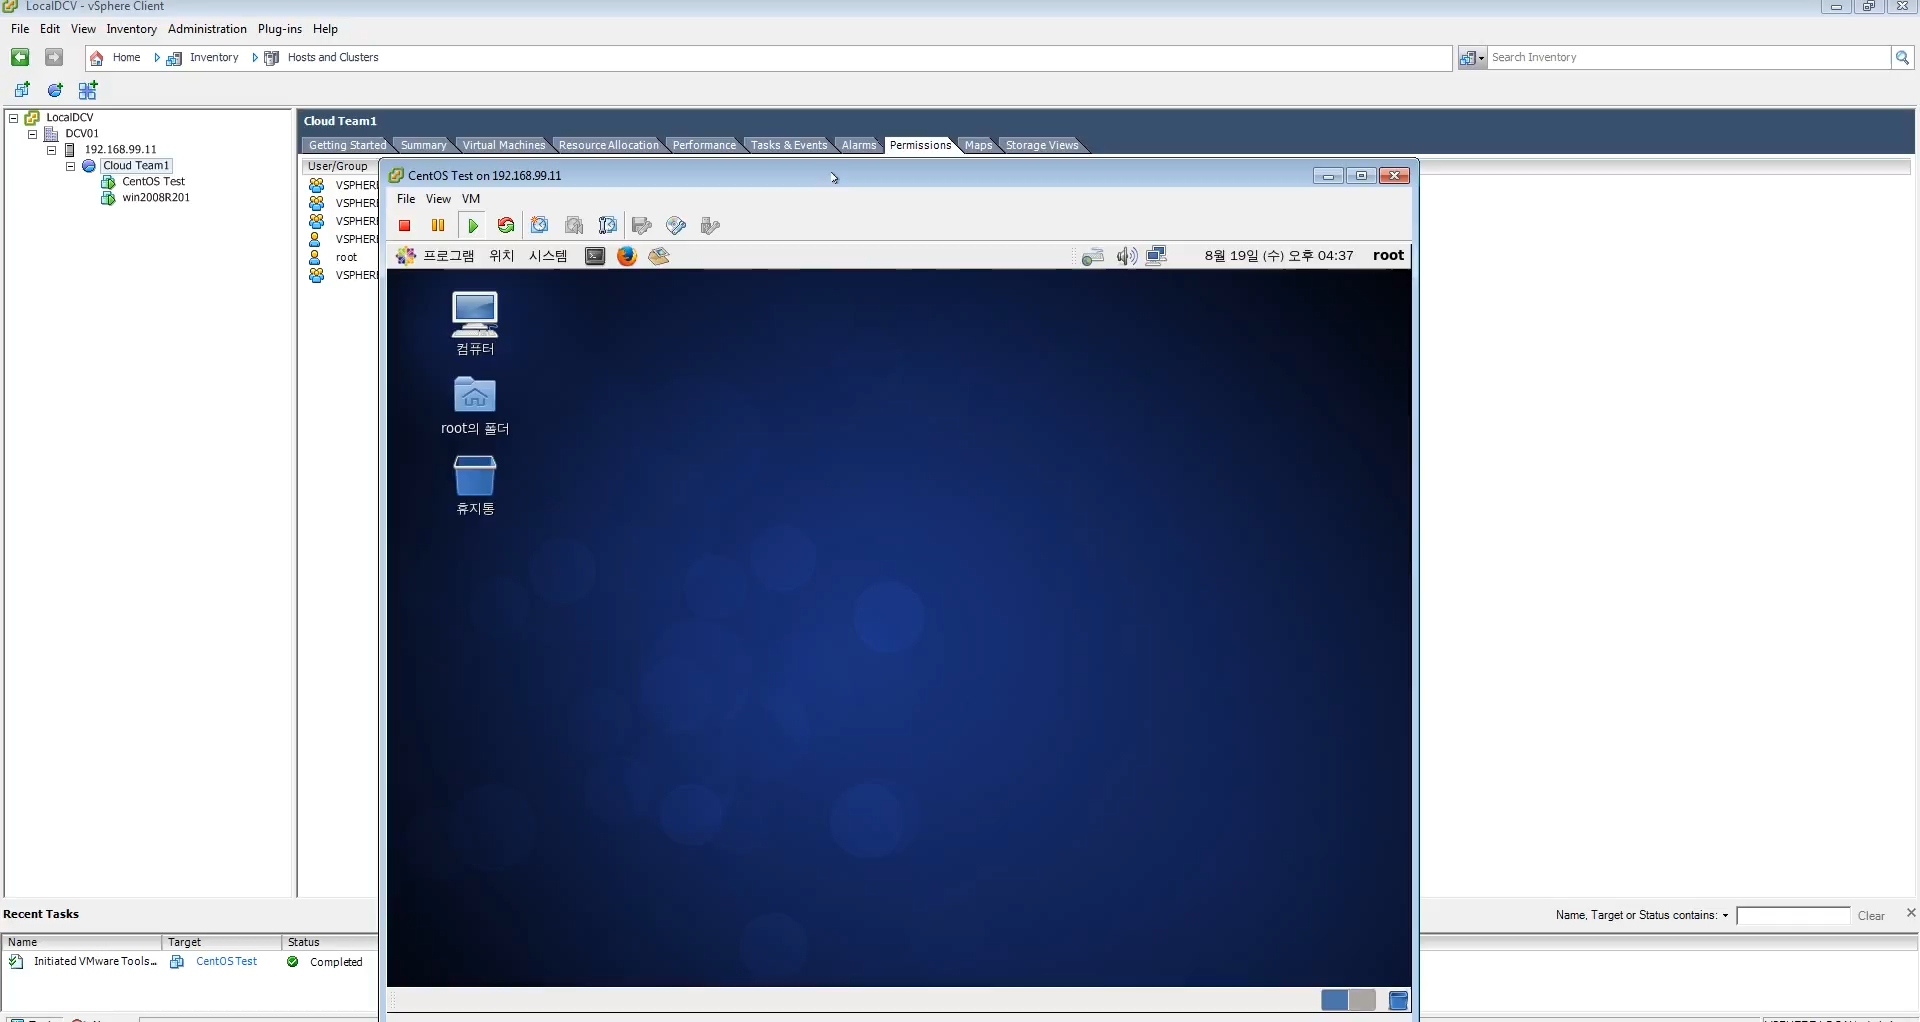 LocalDCV - vSphere Client
File Edit View Inventory Administration Plug-ins Help
Home Inventory Hosts and Clusters
Search Inventory
LocalDCV
DCV01
192.168.99.11
Cloud Team1
CentOS Test
win2008R201
Cloud Team1
Getting Started Summary Virtual Machines Resource Allocation Performance Tasks & Events Alarms Permissions Maps Storage Views
User/Group
VSPHERE
VSPHERE
VSPHERE
VSPHERE
root
VSPHERE
CentOS Test on 192.168.99.11
File View VM
프로그램 위치 시스템
8월 19일 (수) 오후 04:37 root
컴퓨터
root의 폴더
휴지통
Recent Tasks
Name, Target or Status contains: Clear
Name Target Status
Initiated VMware Tools... CentOS Test Completed